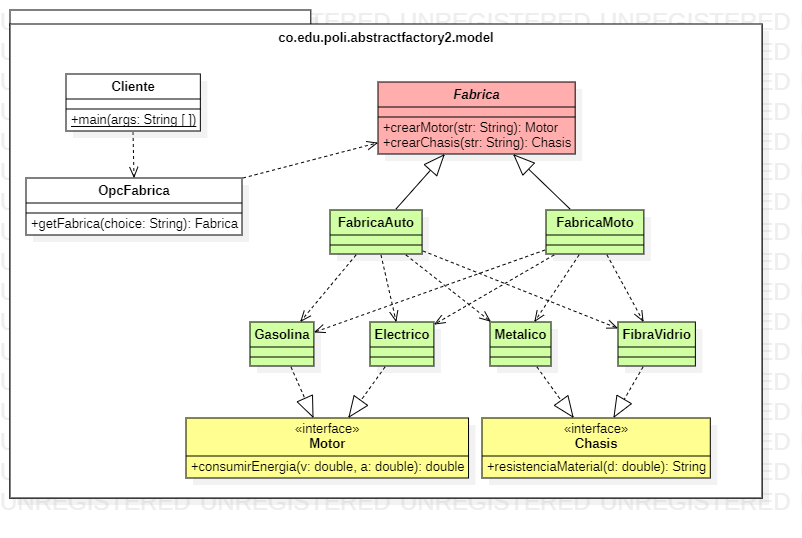 co.edu.poli.abstractfactory2.model
Cliente
+main(args: String [ ])
Fabrica
+crearMotor(str: String): Motor
+crearChasis(str: String): Chasis
OpcFabrica
+getFabrica(choice: String): Fabrica
FabricaAuto
FabricaMoto
Gasolina
Electrico
Metalico
FibraVidrio
«interface»
Motor
+consumirEnergia(v: double, a: double): double
«interface»
Chasis
+resistenciaMaterial(d: double): String
UNREGISTERED UNREGISTERED UNREGISTERED UNREGISTERED